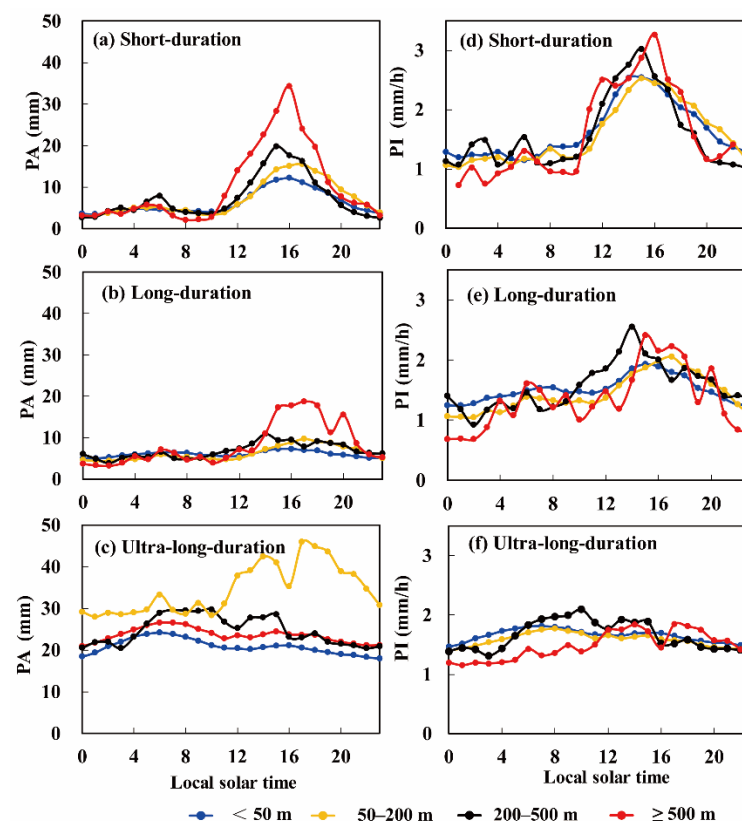 (a) Short-duration
PA (mm)
50
40
30
20
10
0
0 4 8 12 16 20
(d) Short-duration
PI (mm/h)
3
2
1
0
0 4 8 12 16 20
(b) Long-duration
PA (mm)
50
40
30
20
10
0
0 4 8 12 16 20
(e) Long-duration
PI (mm/h)
3
2
1
0
0 4 8 12 16 20
(c) Ultra-long-duration
PA (mm)
50
40
30
20
10
0
0 4 8 12 16 20
Local solar time
(f) Ultra-long-duration
PI (mm/h)
3
2
1
0
0 4 8 12 16 20
Local solar time
< 50 m 50–200 m 200–500 m ≥ 500 m